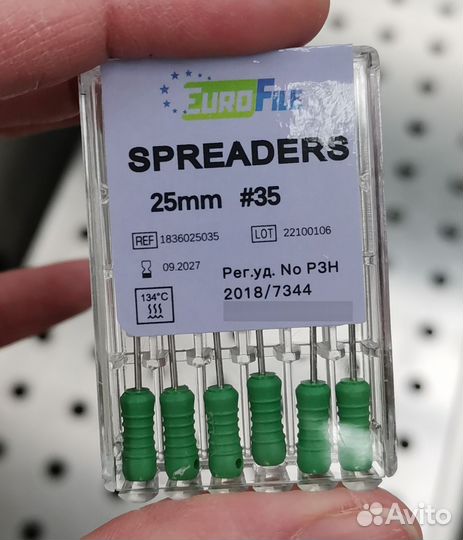 EUROFILE
SPREADERS
25mm #35
REF 1836025035 LOT 22100106
09.2027
134°C
Рег.уд. No РЗН
2018/7344
Avito